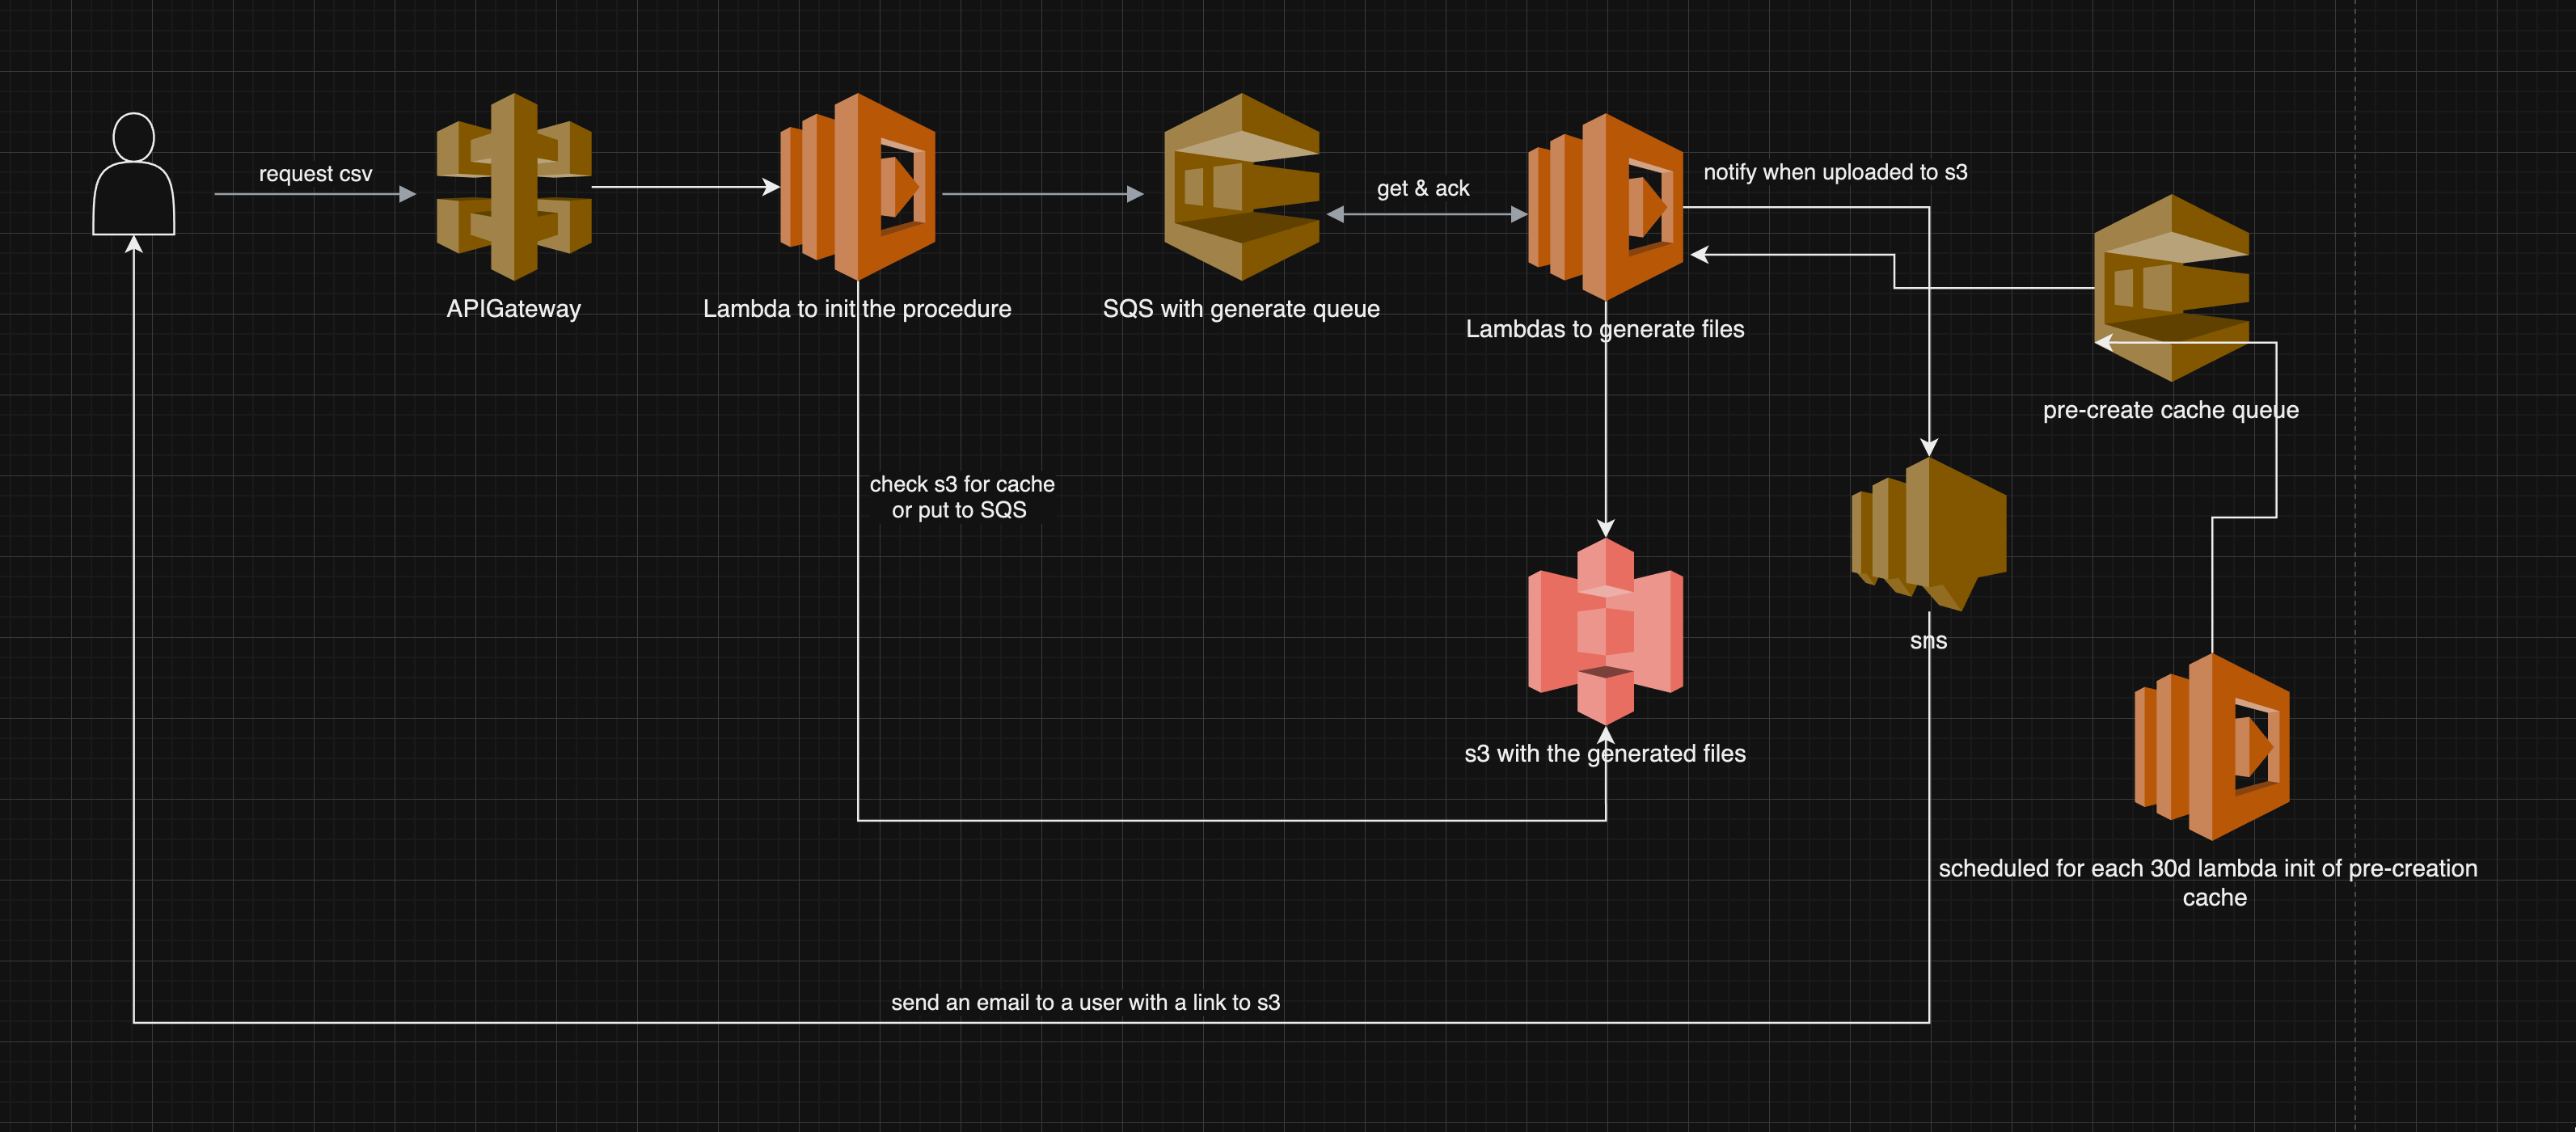 request csv
APIGateway
Lambda to init the procedure
SQS with generate queue
get & ack
Lambdas to generate files
notify when uploaded to s3
pre-create cache queue
check s3 for cache
or put to SQS
sns
s3 with the generated files
scheduled for each 30d lambda init of pre-creation
cache
send an email to a user with a link to s3